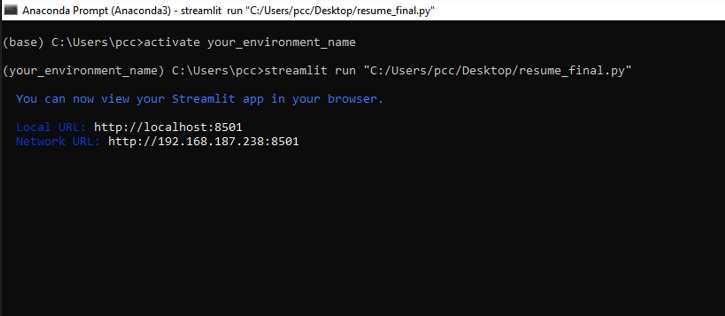 Anaconda Prompt (Anaconda3) - streamlit  run "C:/Users/pcc/Desktop/resume_final.py"
(base) C:\Users\pcc>activate your_environment_name
(your_environment_name) C:\Users\pcc>streamlit run "C:/Users/pcc/Desktop/resume_final.py"
You can now view your Streamlit app in your browser.
Local URL: http://localhost:8501
Network URL: http://192.168.187.238:8501